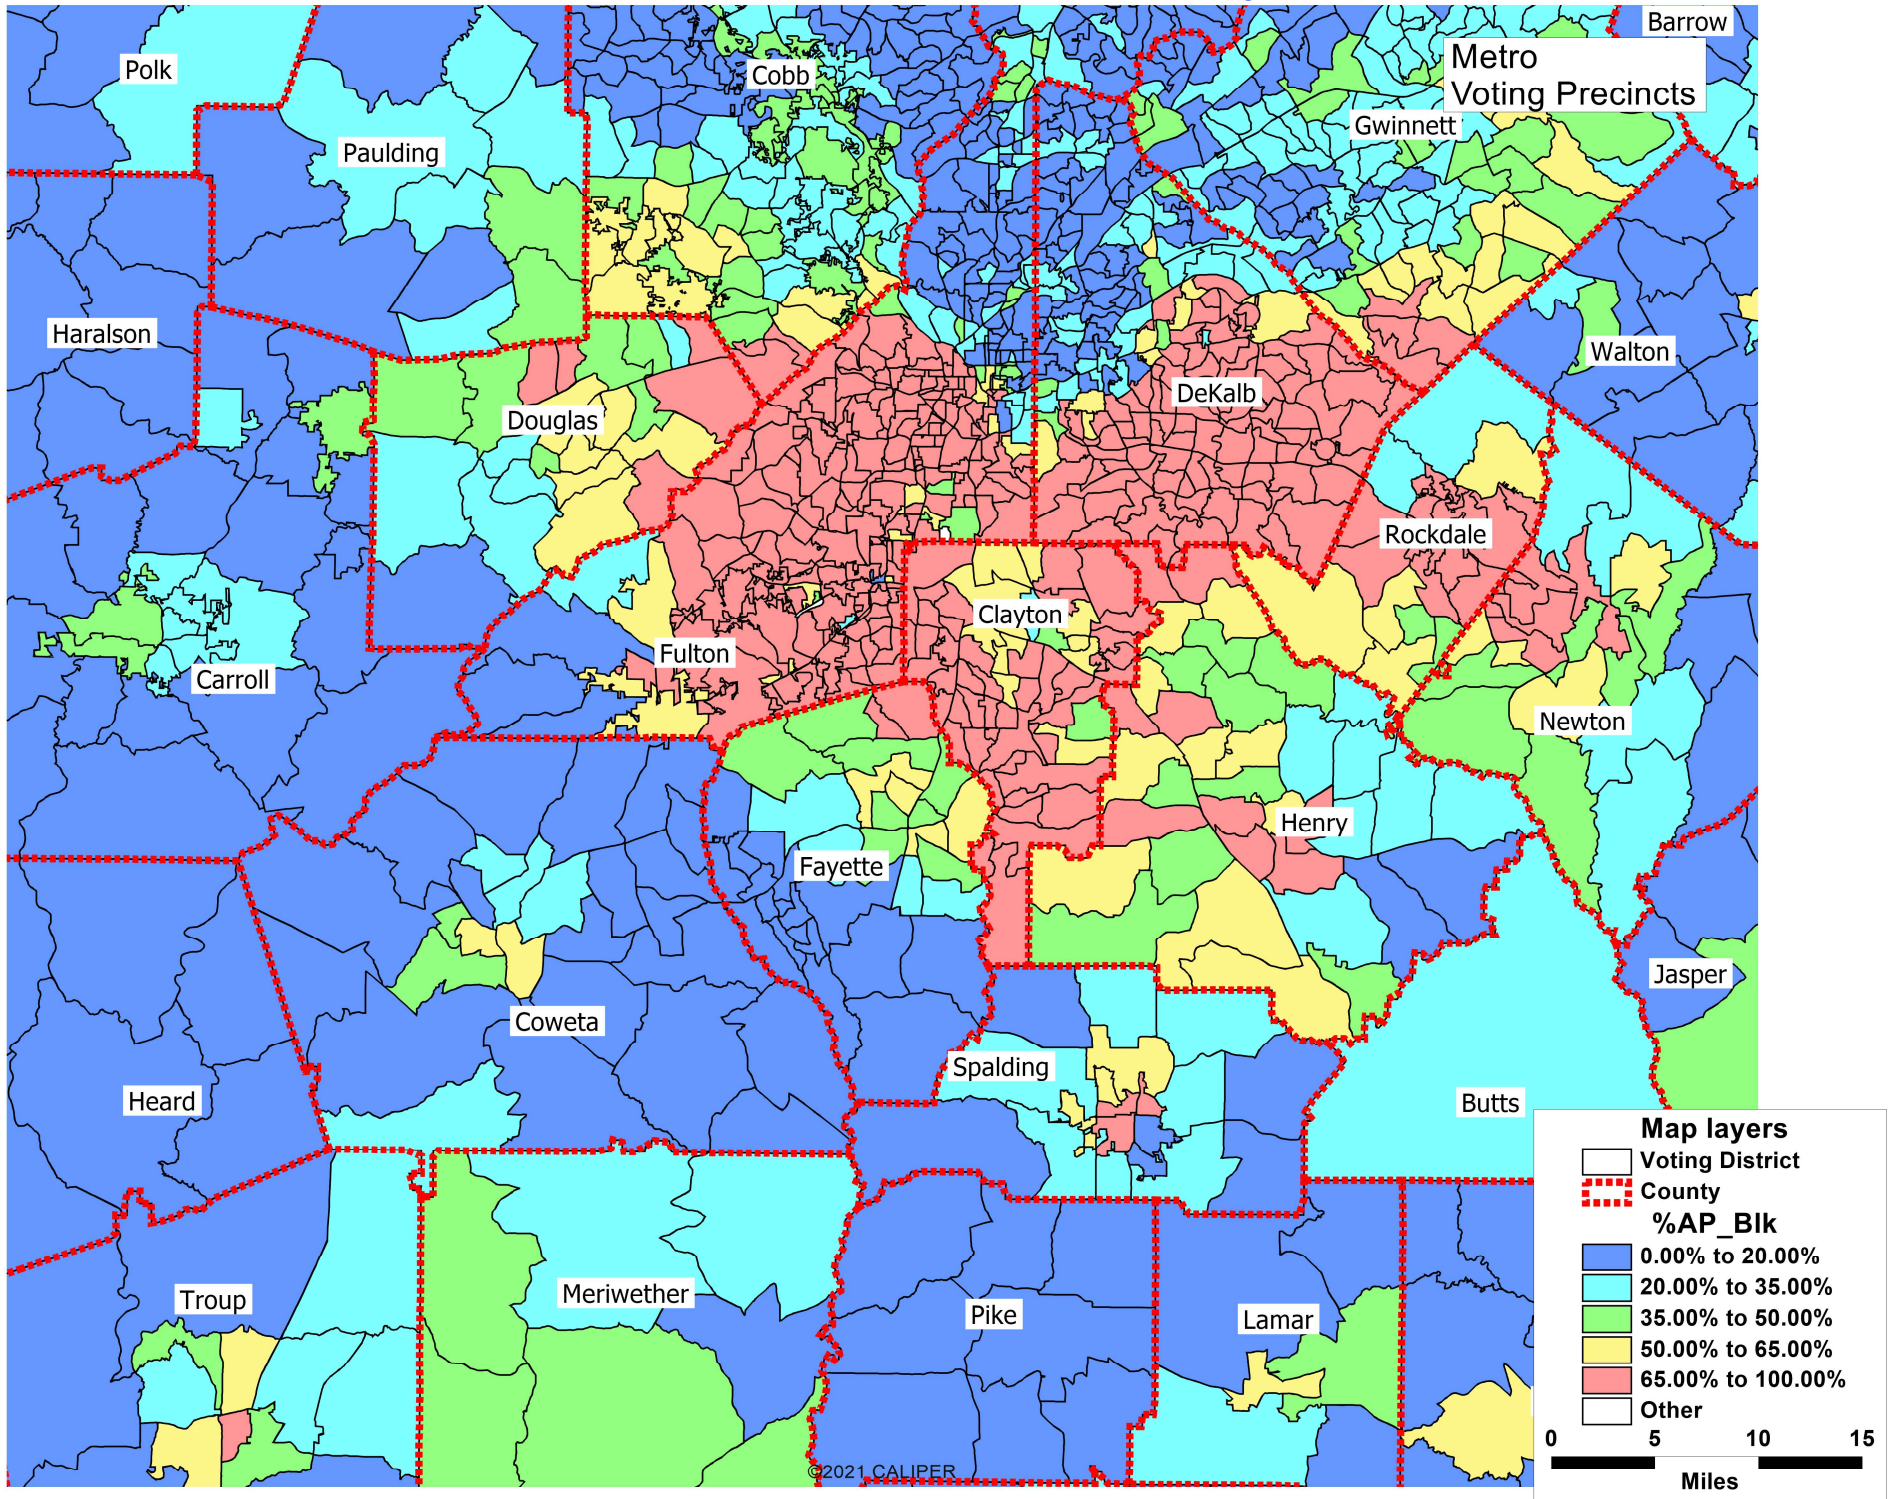 Barrow
Metro
Voting Precincts
Polk
Cobb
Gwinnett
Paulding
Haralson
Walton
DeKalb
Douglas
Rockdale
Clayton
Fulton
Carroll
Newton
Henry
Fayette
Jasper
Coweta
Spalding
Heard
Butts
Troup
Meriwether
Pike
Lamar
Map layers
Voting District
County
%AP_Blk
0.00% to 20.00%
20.00% to 35.00%
35.00% to 50.00%
50.00% to 65.00%
65.00% to 100.00%
Other
0 5 10 15
Miles
©2021 CALIPER